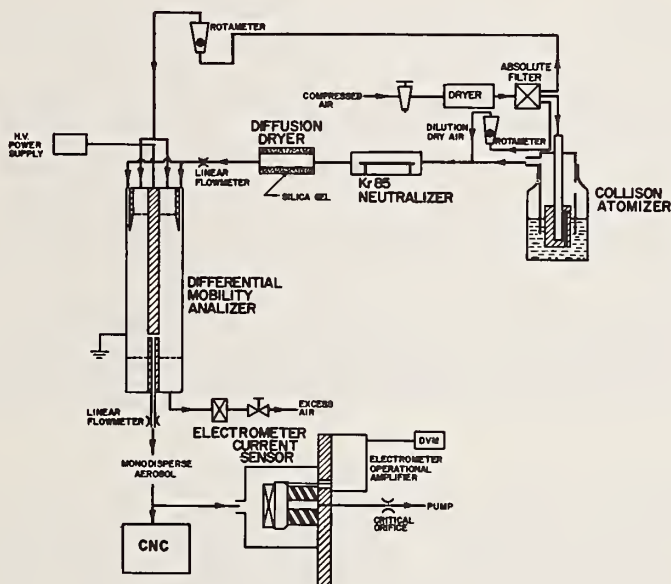 ROTAMETER
ABSOLUTE
FILTER
COMPRESSED
AIR
DRYER
H.V.
POWER
SUPPLY
DIFFUSION
DRYER
DILUTION
DRY AIR
ROTAMETER
LINEAR
FLOWMETER
SILICA GEL
Kr 85
NEUTRALIZER
COLLISON
ATOMIZER
DIFFERENTIAL
MOBILITY
ANALIZER
EXCESS
AIR
LINEAR
FLOWMETER
ELECTROMETER
CURRENT
SENSOR
DVM
MONODISPERSE
AEROSOL
ELECTROMETER
OPERATIONAL
AMPLIFIER
PUMP
CRITICAL
ORIFICE
CNC